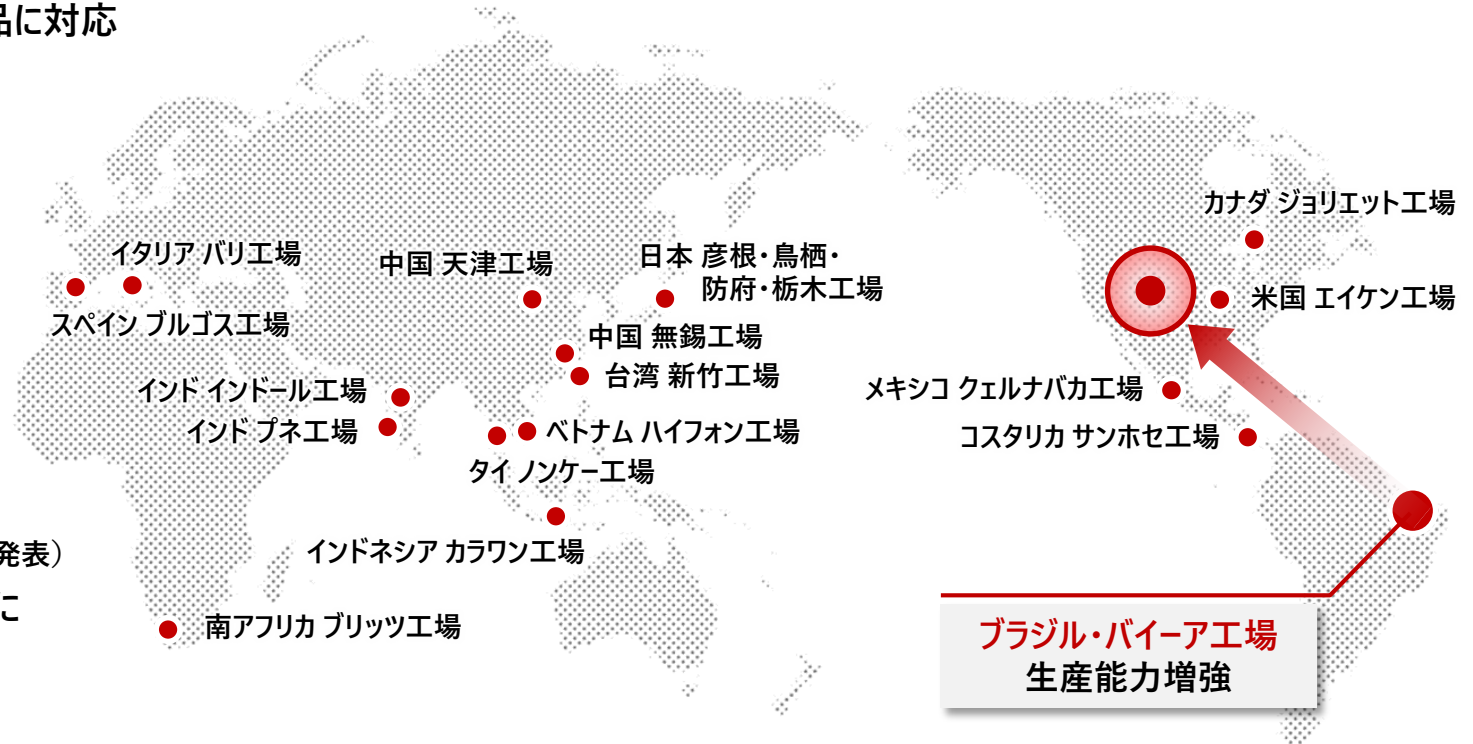 品に対応
カナダ ジョリエット工場
イタリア バリ工場
中国 天津工場
日本 彦根・鳥栖・
防府・栃木工場
米国 エイケン工場
スペイン ブルゴス工場
中国 無錫工場
台湾 新竹工場
インド インドール工場
メキシコ クェルナバカ工場
インド プネ工場
ベトナム ハイフォン工場
コスタリカ サンホセ工場
タイ ノンケー工場
発表）
インドネシア カラワン工場
に
南アフリカ ブリッツ工場
ブラジル・バイーア工場
生産能力増強